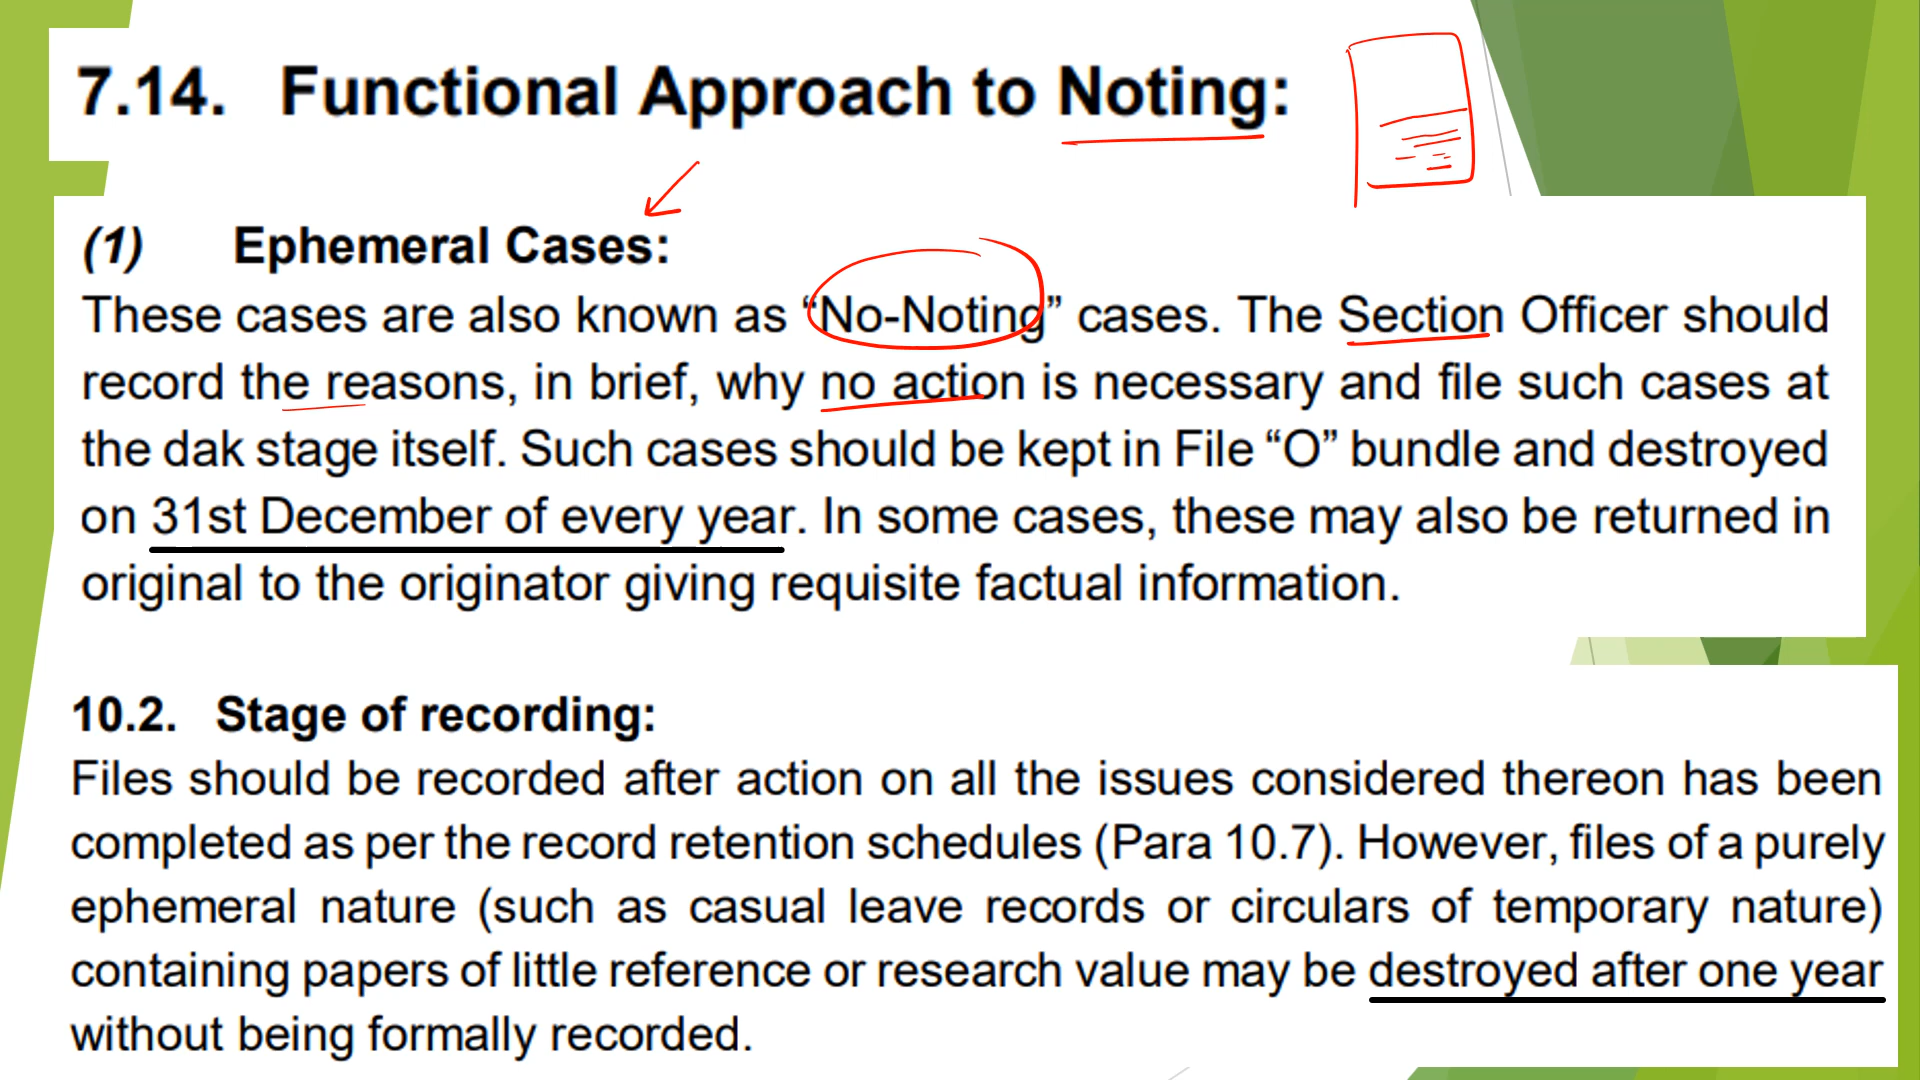 7.14. Functional Approach to Noting:
(1) Ephemeral Cases:
These cases are also known as “No-Noting” cases. The Section Officer should
record the reasons, in brief, why no action is necessary and file such cases at
the dak stage itself. Such cases should be kept in File “O” bundle and destroyed
on 31st December of every year. In some cases, these may also be returned in
original to the originator giving requisite factual information.
10.2. Stage of recording:
Files should be recorded after action on all the issues considered thereon has been
completed as per the record retention schedules (Para 10.7). However, files of a purely
ephemeral nature (such as casual leave records or circulars of temporary nature)
containing papers of little reference or research value may be destroyed after one year
without being formally recorded.